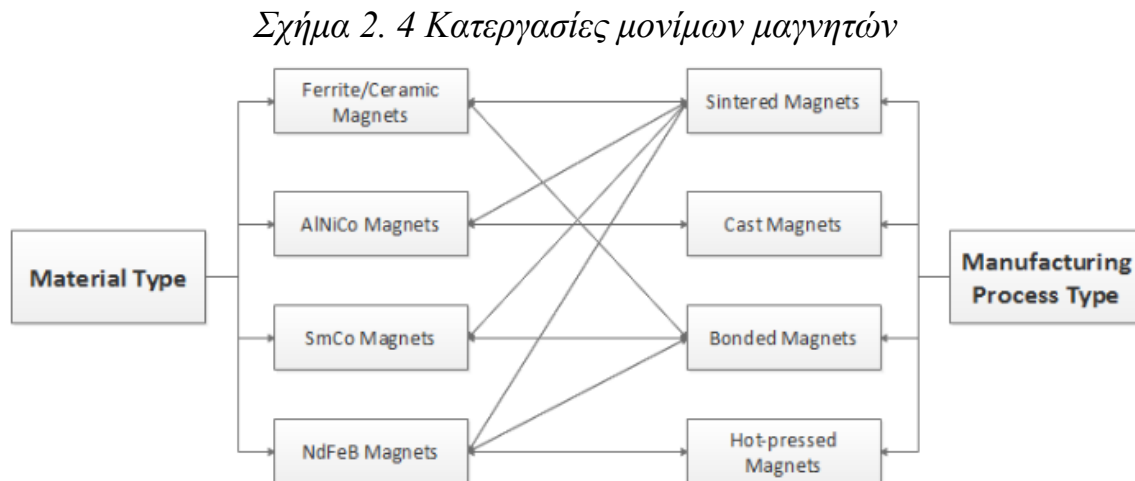 Σχήμα 2. 4 Κατεργασίες μονίμων μαγνητών
Ferrite/Ceramic
Magnets
Sintered Magnets
AlNiCo Magnets
Cast Magnets
Material Type
Manufacturing
Process Type
SmCo Magnets
Bonded Magnets
NdFeB Magnets
Hot-pressed
Magnets